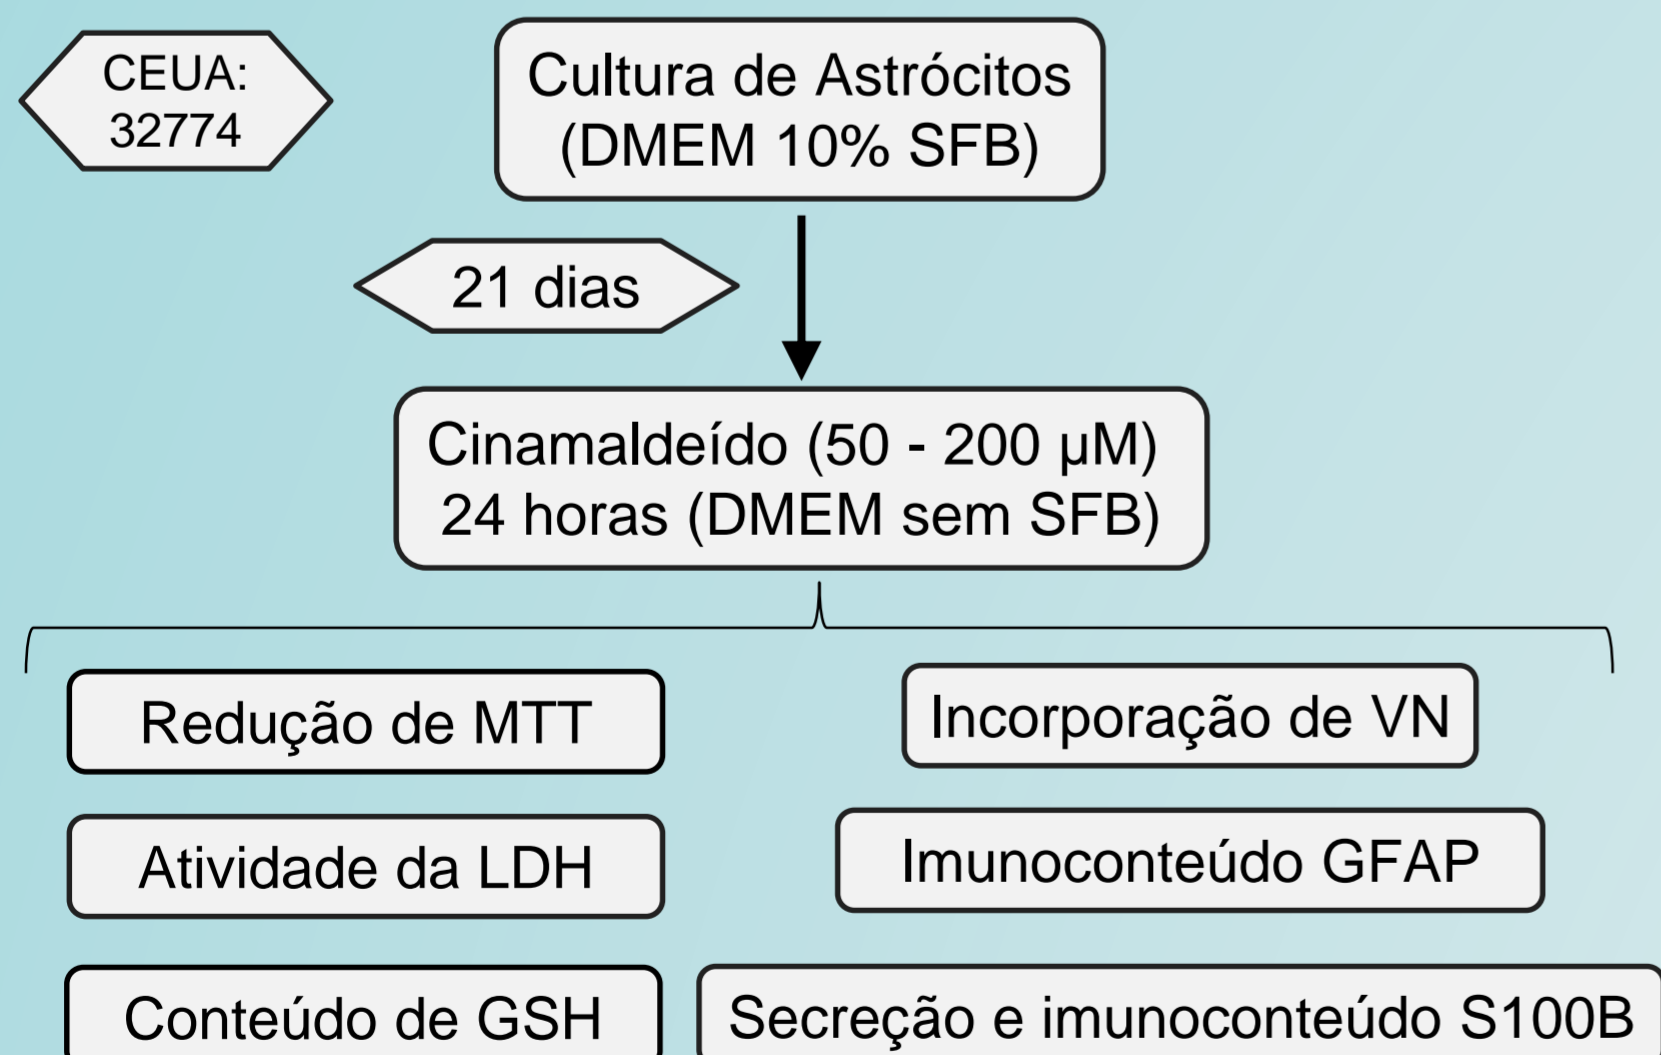 CEUA:
32774
Cultura de Astrócitos
(DMEM 10% SFB)
21 dias
Cinamaldeído (50 - 200 µM)
24 horas (DMEM sem SFB)
Redução de MTT
Incorporação de VN
Atividade da LDH
Imunoconteúdo GFAP
Conteúdo de GSH
Secreção e imunoconteúdo S100B